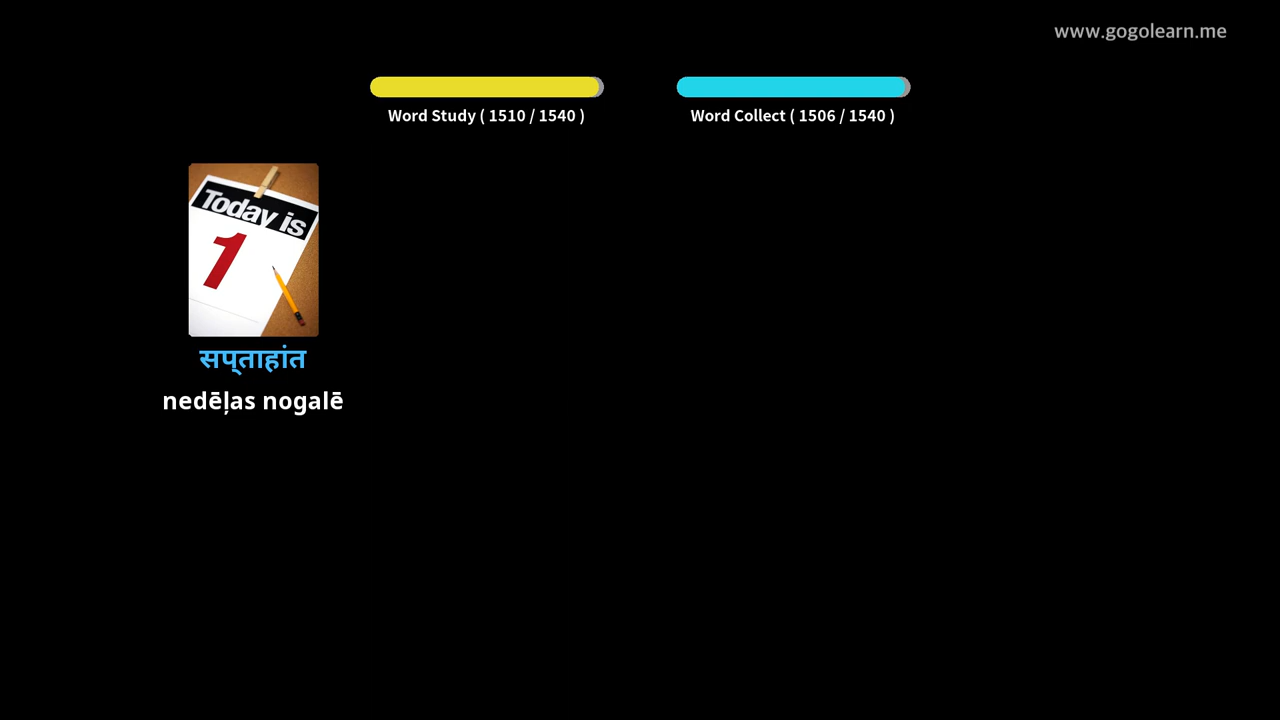 www.gogolearn.me
Word Study ( 1510 / 1540 )
Word Collect ( 1506 / 1540 )
Today is
1
सप्ताहांत
nedēļas nogalē